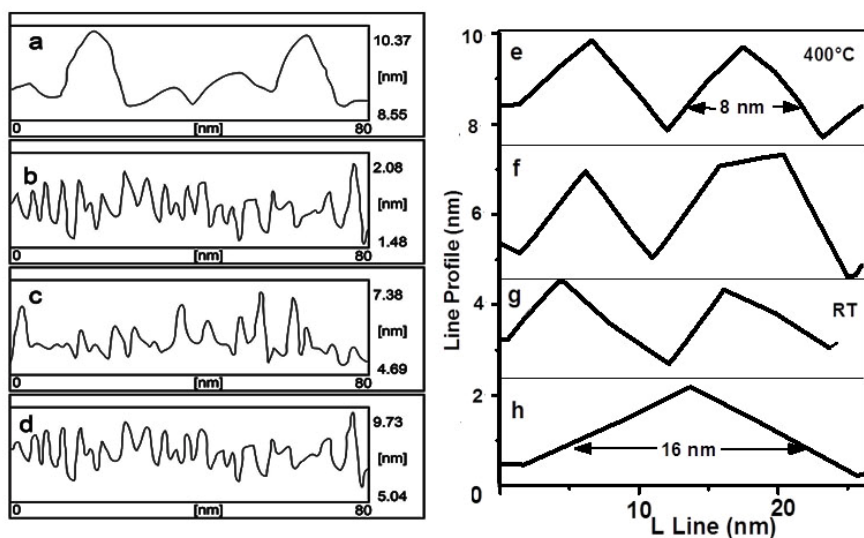 a
10.37
[nm]
8.55
0
[nm]
80
b
2.08
[nm]
1.48
0
[nm]
80
c
7.38
[nm]
4.69
0
[nm]
80
d
9.73
[nm]
5.04
0
[nm]
80
Line Profile (nm)
10
8
6
4
2
0
e
400°C
8 nm
f
g
RT
h
16 nm
10
20
L Line (nm)